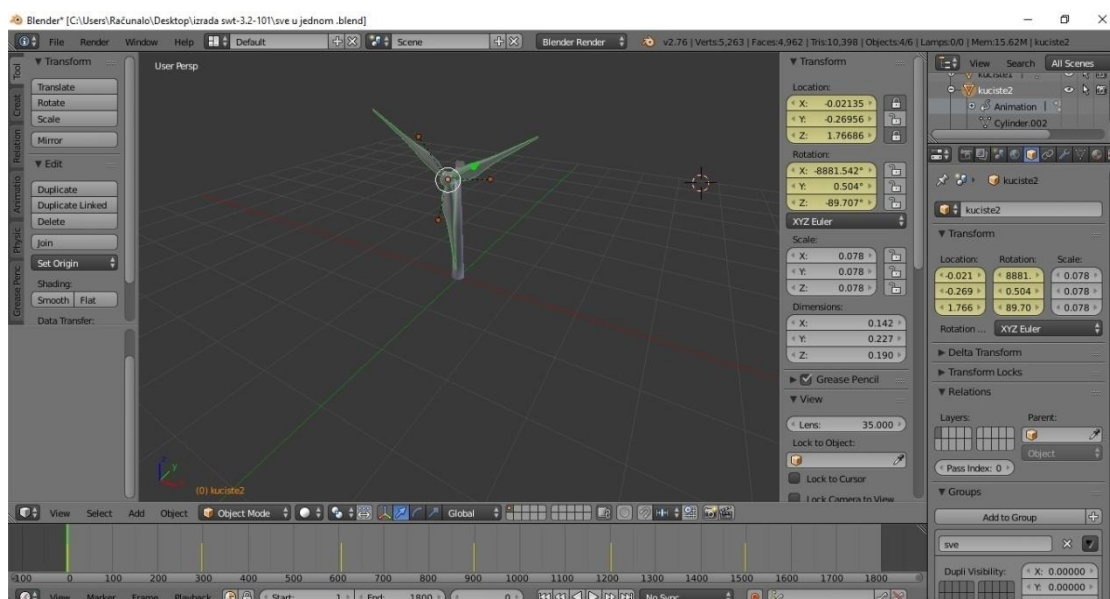 Blender* [C:\Users\Računalo\Desktop\izrada swt-3.2-101\sve u jednom .blend]
File Render Window Help Default Scene Blender Render v2.76 | Verts:5,263 | Faces:4,962 | Tris:10,398 | Objects:4/6 | Lamps:0/0 | Mem:15.62M | kuciste2
Tool
Creat
Relation
Animatio
Physic
Grease Penc
Transform
Translate
Rotate
Scale
Mirror
Edit
Duplicate
Duplicate Linked
Delete
Join
Set Origin
Shading:
Smooth Flat
Data Transfer:
User Persp
z
y
(0) kuciste2
Transform
Location:
X: -0.02135
Y: -0.26956
Z: 1.76686
Rotation:
X: -8881.542°
Y: 0.504°
Z: -89.707°
XYZ Euler
Scale:
X: 0.078
Y: 0.078
Z: 0.078
Dimensions:
X: 0.142
Y: 0.227
Z: 0.190
Grease Pencil
View
Lens: 35.000
Lock to Object:
Lock to Cursor
Lock Camera to View
View Search All Scenes
kuciste1
kuciste2
Animation
Cylinder.002
kuciste2
kuciste2
Transform
Location: Rotation: Scale:
-0.021 8881. 0.078
-0.269 0.504 0.078
1.766 89.70 0.078
Rotation ... XYZ Euler
Delta Transform
Transform Locks
Relations
Layers: Parent:
Object
Pass Index: 0
Groups
Add to Group
sve
Dupli Visibility: X: 0.00000
Y: 0.00000
View Select Add Object Object Mode Global
-100 0 100 200 300 400 500 600 700 800 900 1000 1100 1200 1300 1400 1500 1600 1700 1800
View Marker Frame Playback Start: 1 End: 1800 0 No Sync